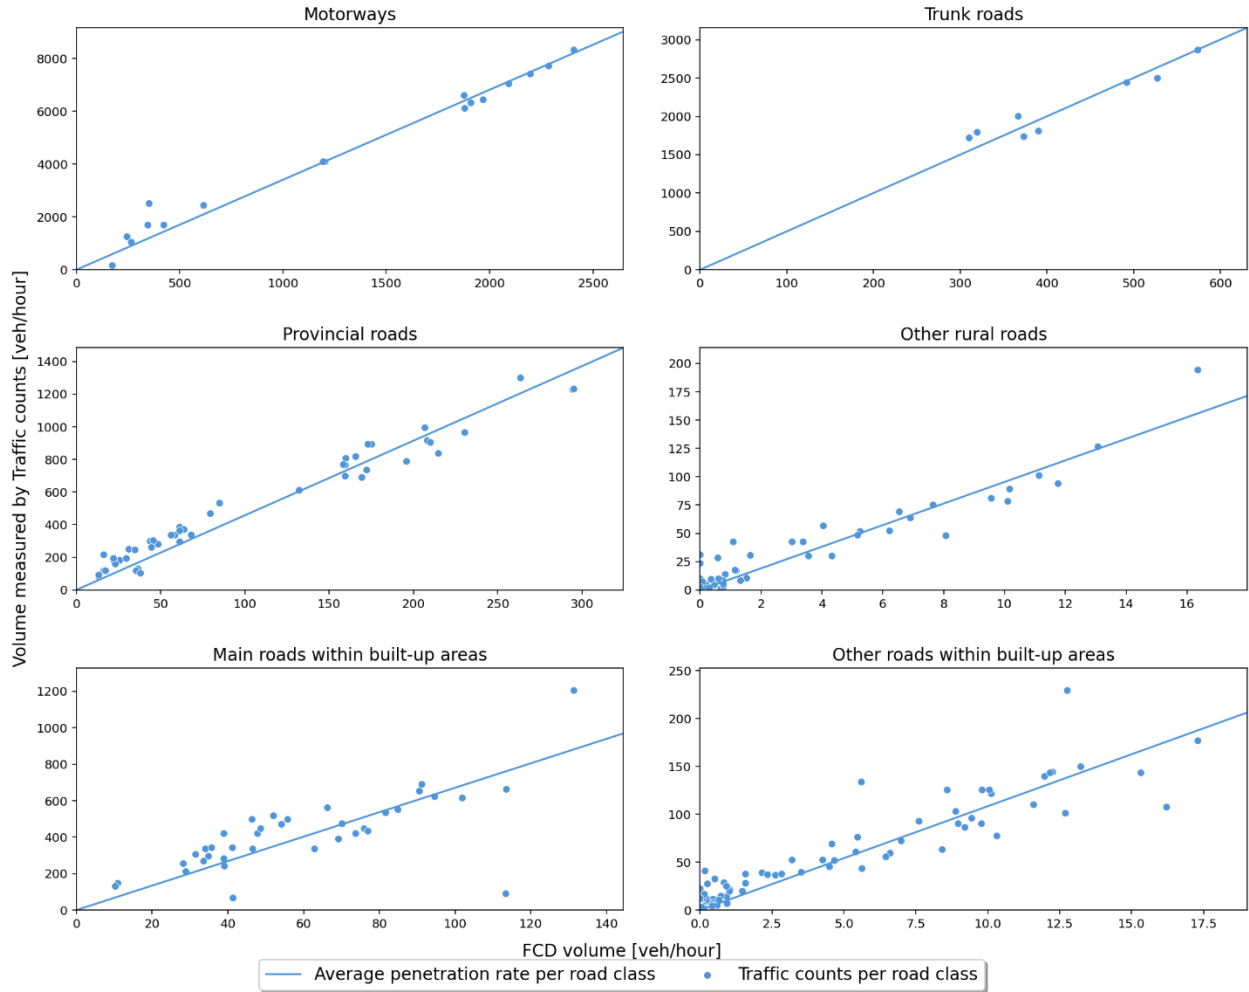 Motorways
8000
6000
4000
2000
0
0 500 1000 1500 2000 2500
Trunk roads
3000
2500
2000
1500
1000
500
0
0 100 200 300 400 500 600
Volume measured by Traffic counts [veh/hour]
Provincial roads
1400
1200
1000
800
600
400
200
0
0 50 100 150 200 250 300
Other rural roads
200
175
150
125
100
75
50
25
0
0 2 4 6 8 10 12 14 16
Main roads within built-up areas
1200
1000
800
600
400
200
0
0 20 40 60 80 100 120 140
Other roads within built-up areas
250
200
150
100
50
0
0.0 2.5 5.0 7.5 10.0 12.5 15.0 17.5
FCD volume [veh/hour]
Average penetration rate per road class
Traffic counts per road class